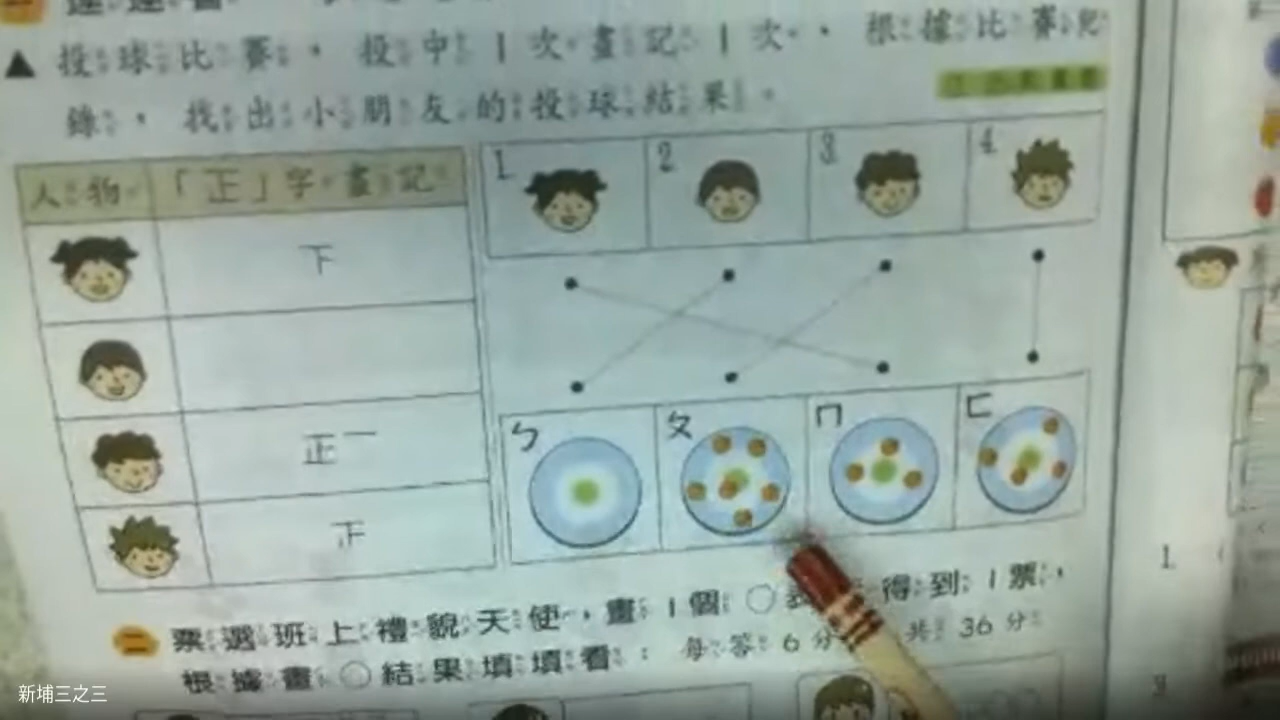 ▲投球比賽,投中1次畫記1次,根據比賽紀
錄,找出小朋友的投球結果。
人物 「正」字畫記
下
正一
正
1 2 3 4
ㄅ ㄆ ㄇ ㄈ
二 票選班上禮貌天使,畫1個○ 得到1票,
根據畫○結果填填看: 每答6分 共36分
1.
新埔三之三